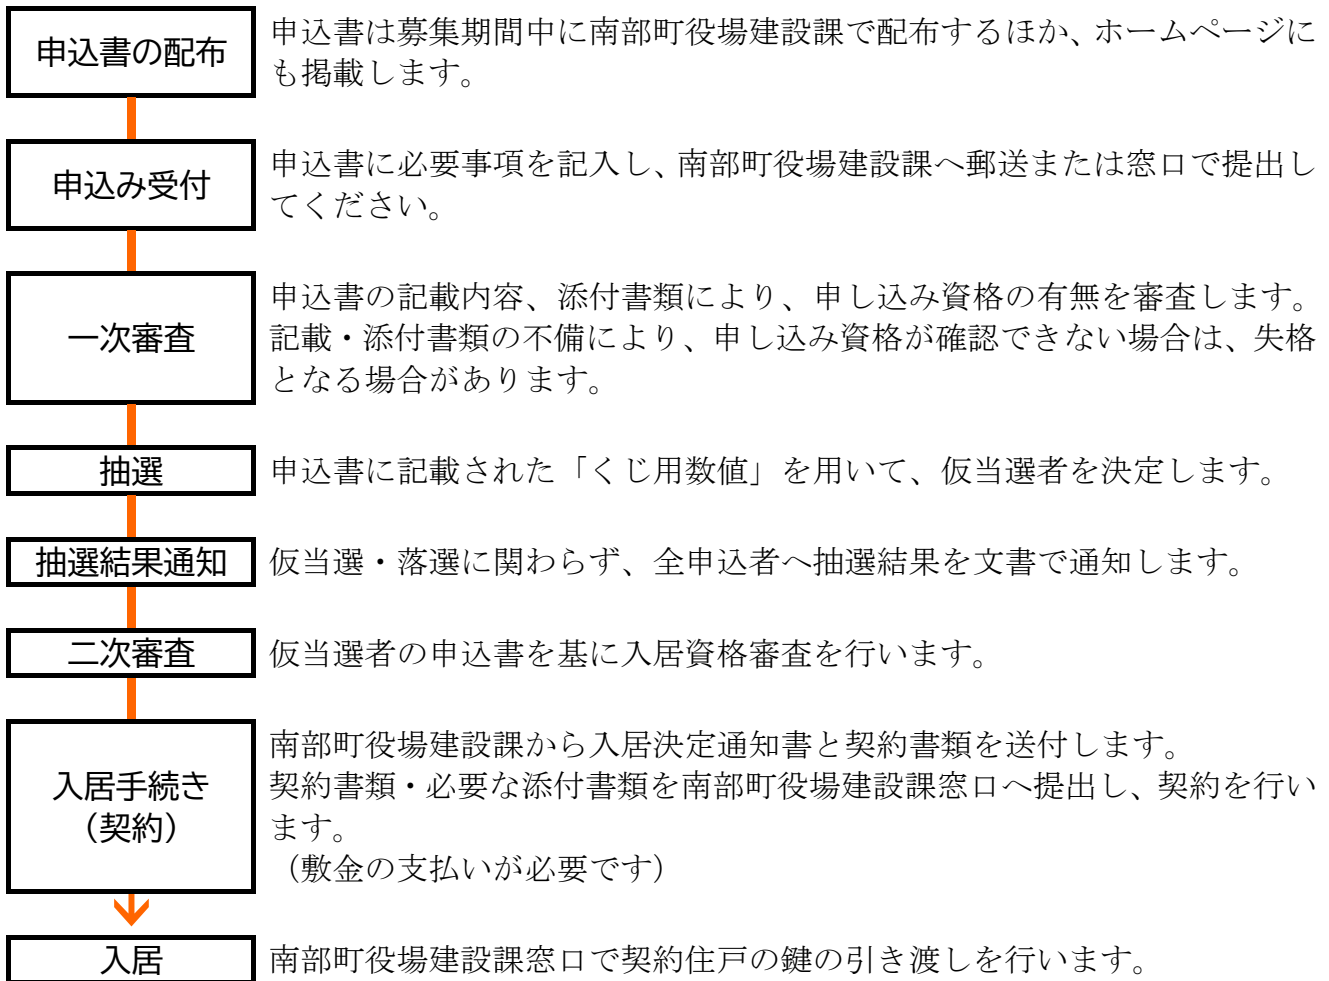 申込書の配布
申込書は募集期間中に南部町役場建設課で配布するほか、ホームページに
も掲載します。
申込み受付
申込書に必要事項を記入し、南部町役場建設課へ郵送または窓口で提出し
てください。
一次審査
申込書の記載内容、添付書類により、申し込み資格の有無を審査します。
記載・添付書類の不備により、申し込み資格が確認できない場合は、失格
となる場合があります。
抽選
申込書に記載された「くじ用数値」を用いて、仮当選者を決定します。
抽選結果通知
仮当選・落選に関わらず、全申込者へ抽選結果を文書で通知します。
二次審査
仮当選者の申込書を基に入居資格審査を行います。
入居手続き
（契約）
南部町役場建設課から入居決定通知書と契約書類を送付します。
契約書類・必要な添付書類を南部町役場建設課窓口へ提出し、契約を行い
ます。
（敷金の支払いが必要です）
入居
南部町役場建設課窓口で契約住戸の鍵の引き渡しを行います。